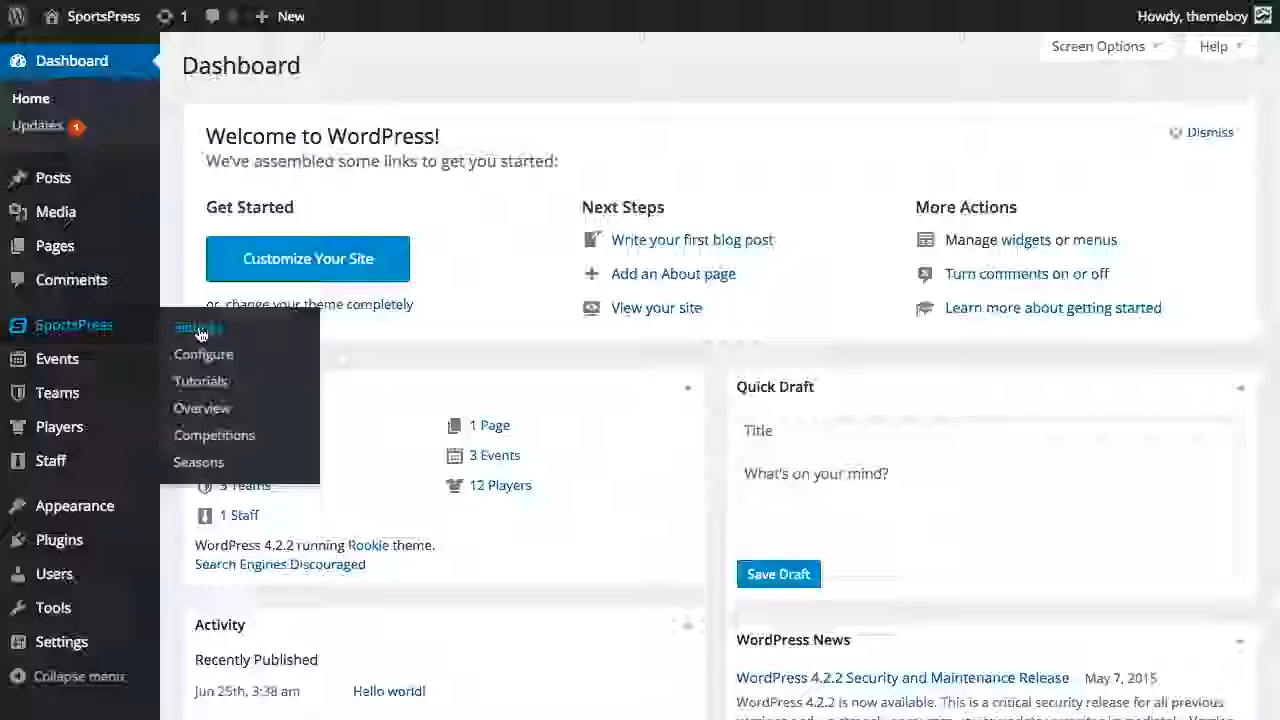 SportsPress 1 New Howdy, themeboy
Dashboard
Home
Updates 1
Posts
Media
Pages
Comments
SportsPress
Events
Teams
Players
Staff
Appearance
Plugins
Users
Tools
Settings
Collapse menu
Configure
Tutorials
Overview
Competitions
Seasons
Screen Options Help
Dashboard
Welcome to WordPress!
Dismiss
We've assembled some links to get you started:
Get Started
Customize Your Site
or, change your theme completely
Next Steps
Write your first blog post
Add an About page
View your site
More Actions
Manage widgets or menus
Turn comments on or off
Learn more about getting started
1 Page
3 Events
3 Teams 12 Players
1 Staff
WordPress 4.2.2 running Rookie theme.
Search Engines Discouraged
Activity
Recently Published
Jun 25th, 3:38 am Hello world!
Quick Draft
Title
What's on your mind?
Save Draft
WordPress News
WordPress 4.2.2 Security and Maintenance Release May 7, 2015
WordPress 4.2.2 is now available. This is a critical security release for all previous